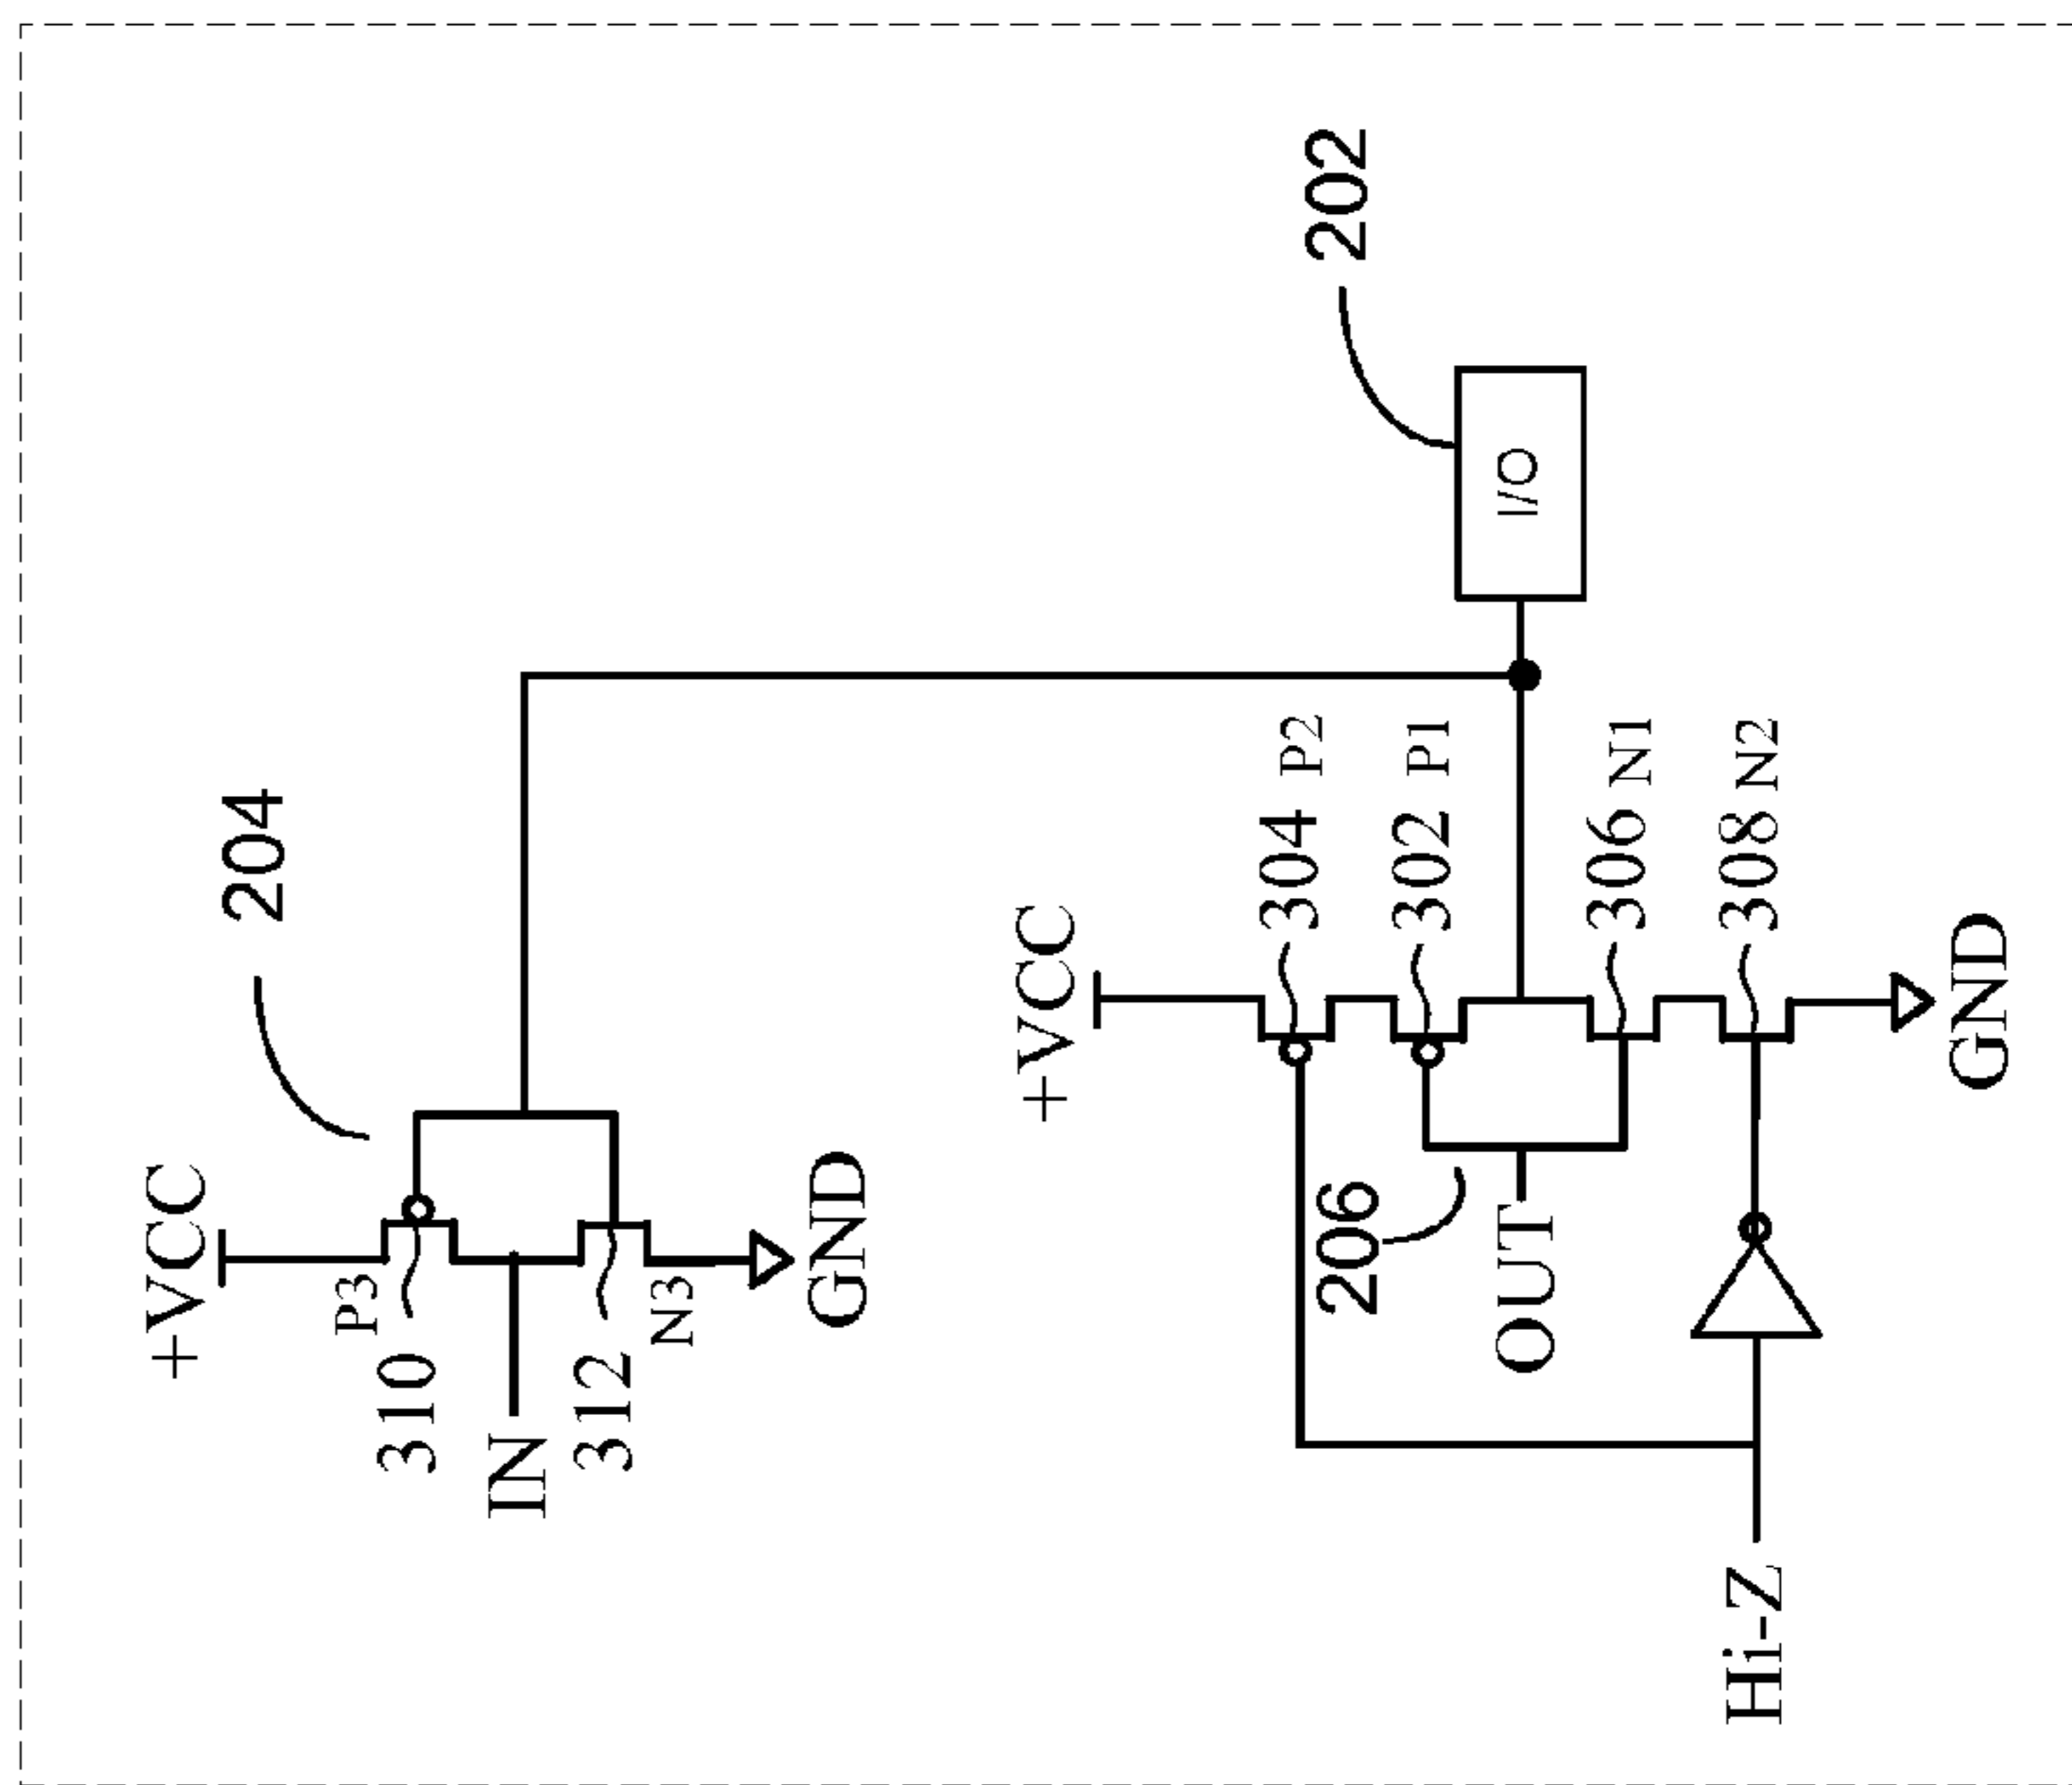 +VCC
204
P3
310
IN
312
N3
GND
202
I/O
+VCC
304 P2
302 P1
306 N1
308 N2
GND
206
OUT
Hi-Z